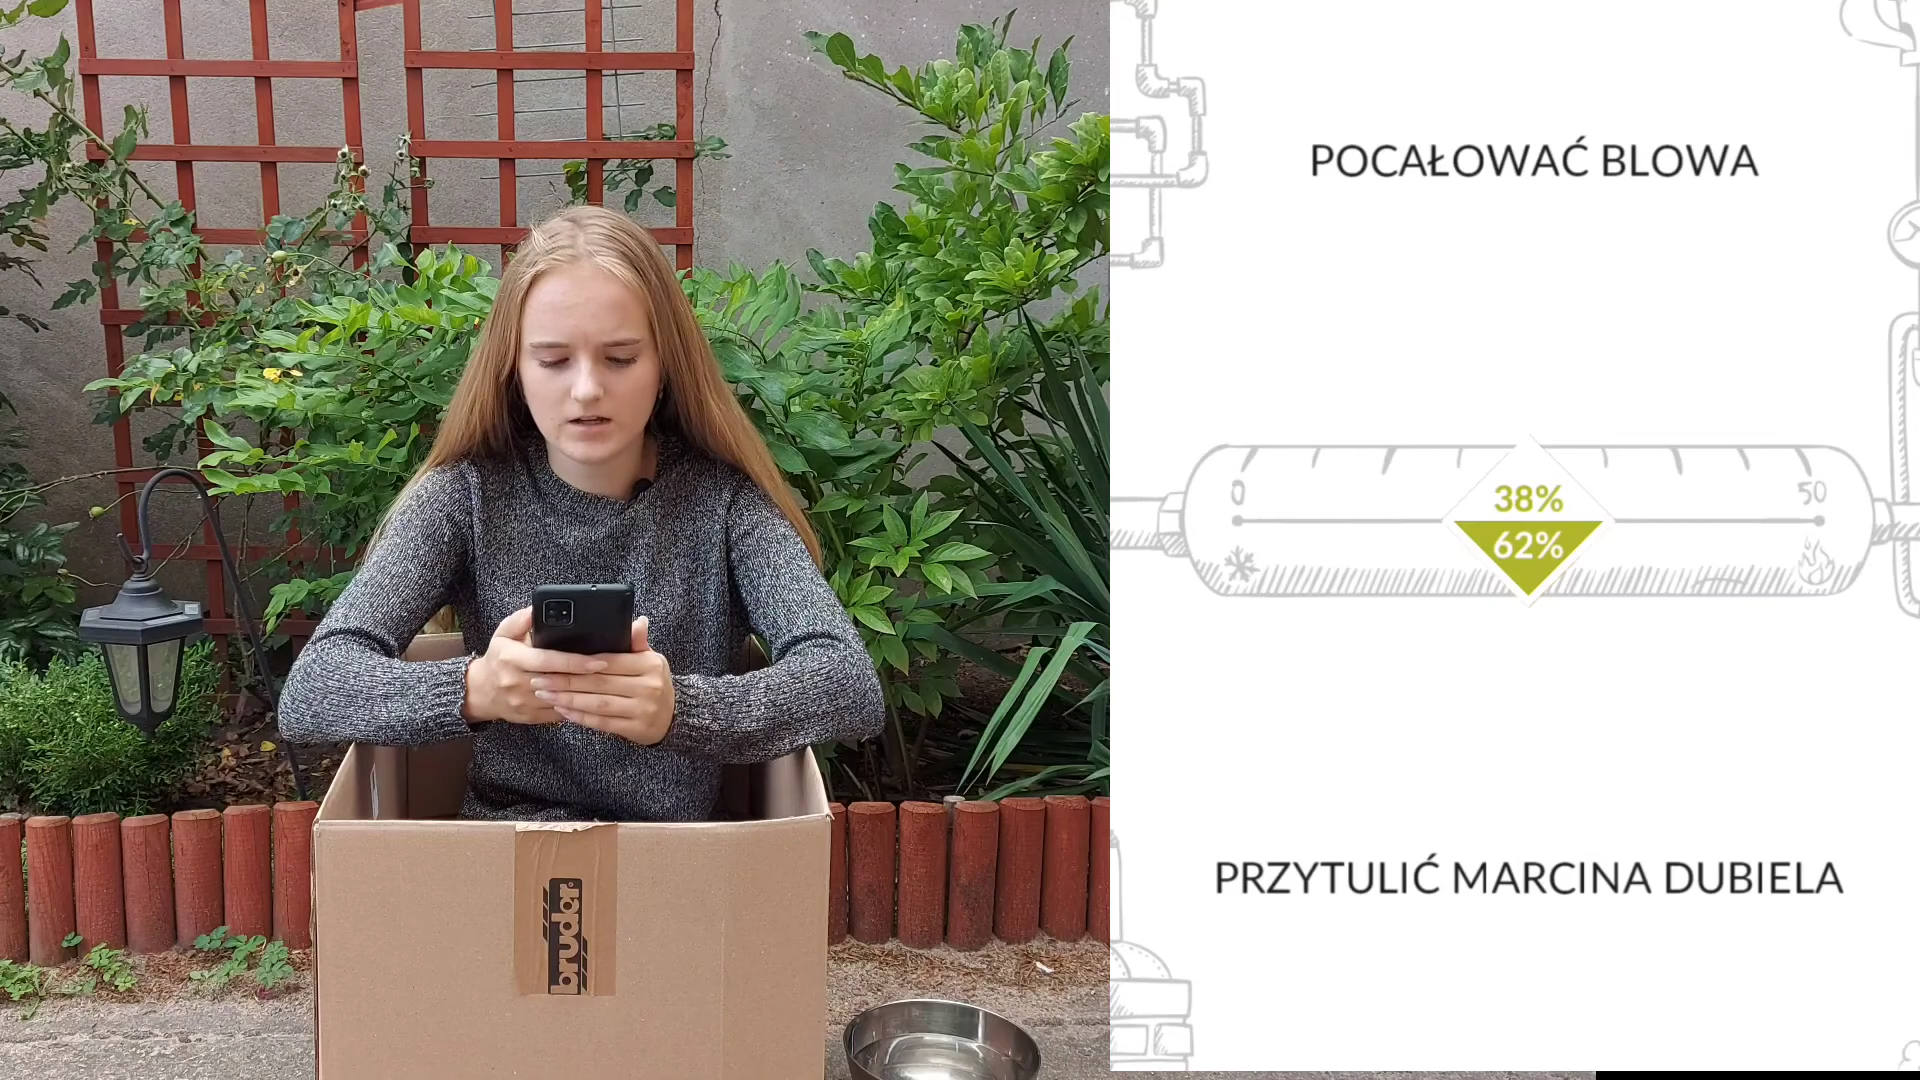 POCAŁOWAĆ BLOWA
0
50
38%
62%
PRZYTULIĆ MARCINA DUBIELA
bruder